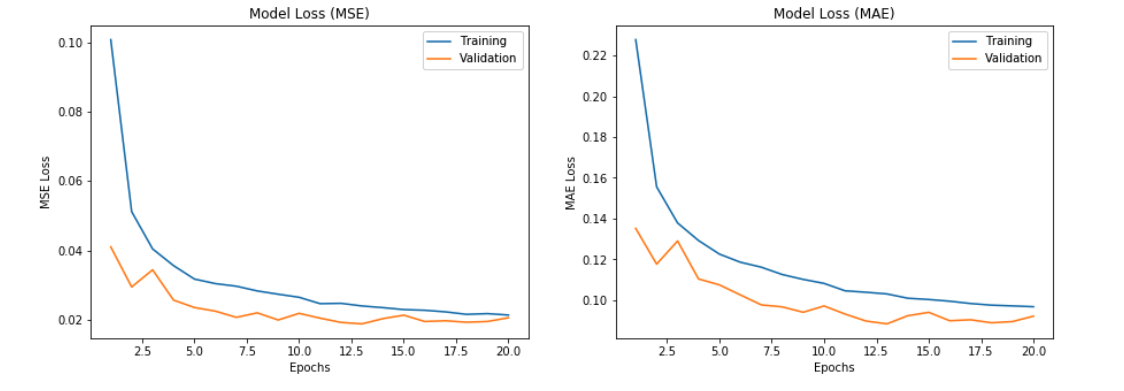 Model Loss (MSE)
Training
Validation
0.10
0.08
0.06
0.04
0.02
MSE Loss
2.5 5.0 7.5 10.0 12.5 15.0 17.5 20.0
Epochs
Model Loss (MAE)
Training
Validation
0.22
0.20
0.18
0.16
0.14
0.12
0.10
MAE Loss
2.5 5.0 7.5 10.0 12.5 15.0 17.5 20.0
Epochs